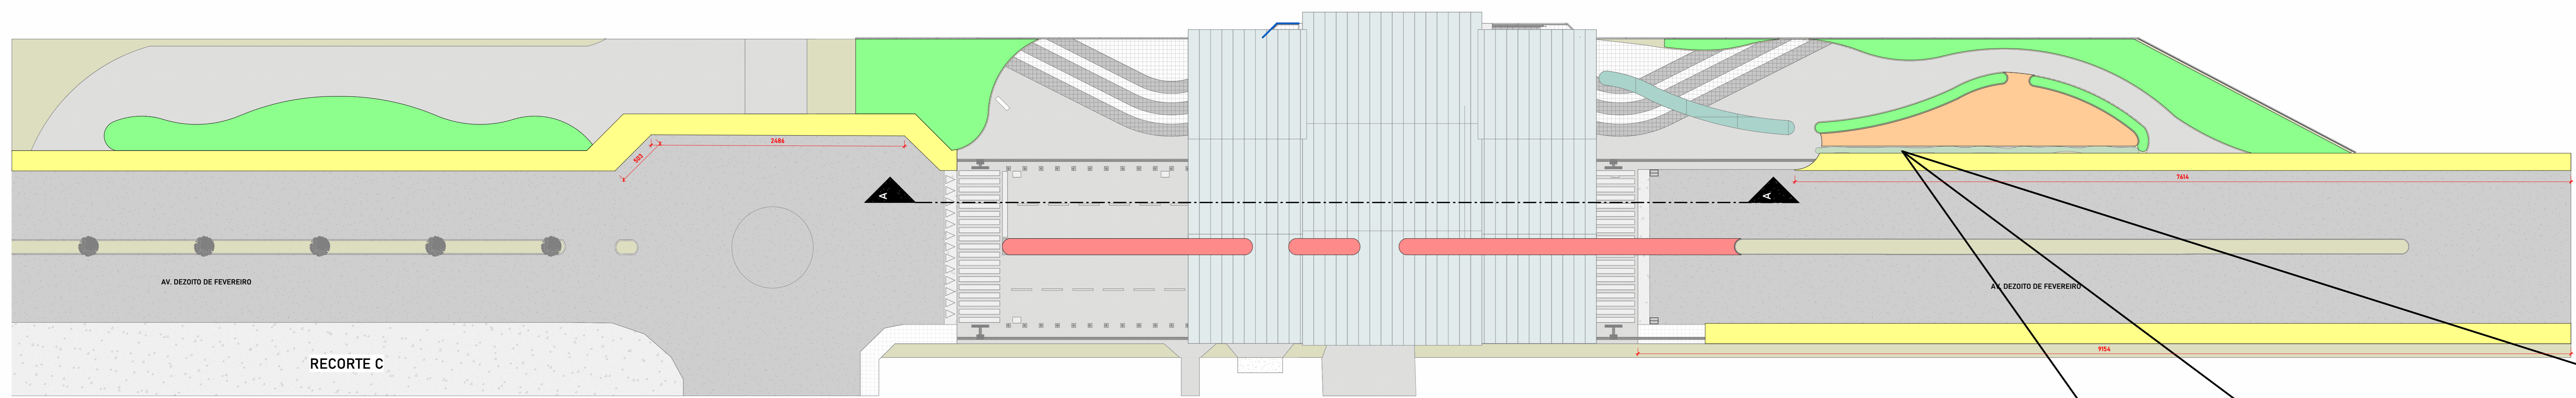 2486
503
A
A
7614
AV. DEZOITO DE FEVEREIRO
AV. DEZOITO DE FEVEREIRO
9154
RECORTE C